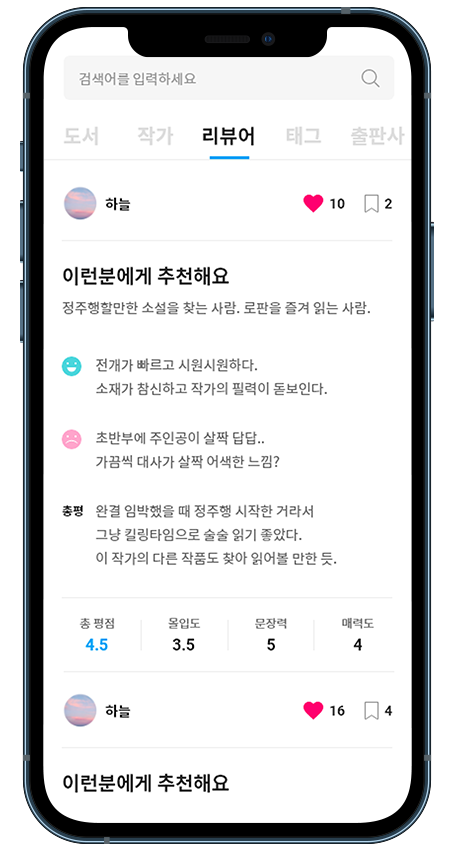 검색어를 입력하세요
도서 작가 리뷰어 태그 출판사
하늘 10 2
이런분에게 추천해요
정주행할만한 소설을 찾는 사람. 로판을 즐겨 읽는 사람.
전개가 빠르고 시원시원하다.
소재가 참신하고 작가의 필력이 돋보인다.
초반부에 주인공이 살짝 답답..
가끔씩 대사가 살짝 어색한 느낌?
총평 완결 임박했을 때 정주행 시작한 거라서
그냥 킬링타임으로 술술 읽기 좋았다.
이 작가의 다른 작품도 찾아 읽어볼 만한 듯.
총 평점 몰입도 문장력 매력도
4.5 3.5 5 4
하늘 16 4
이런분에게 추천해요